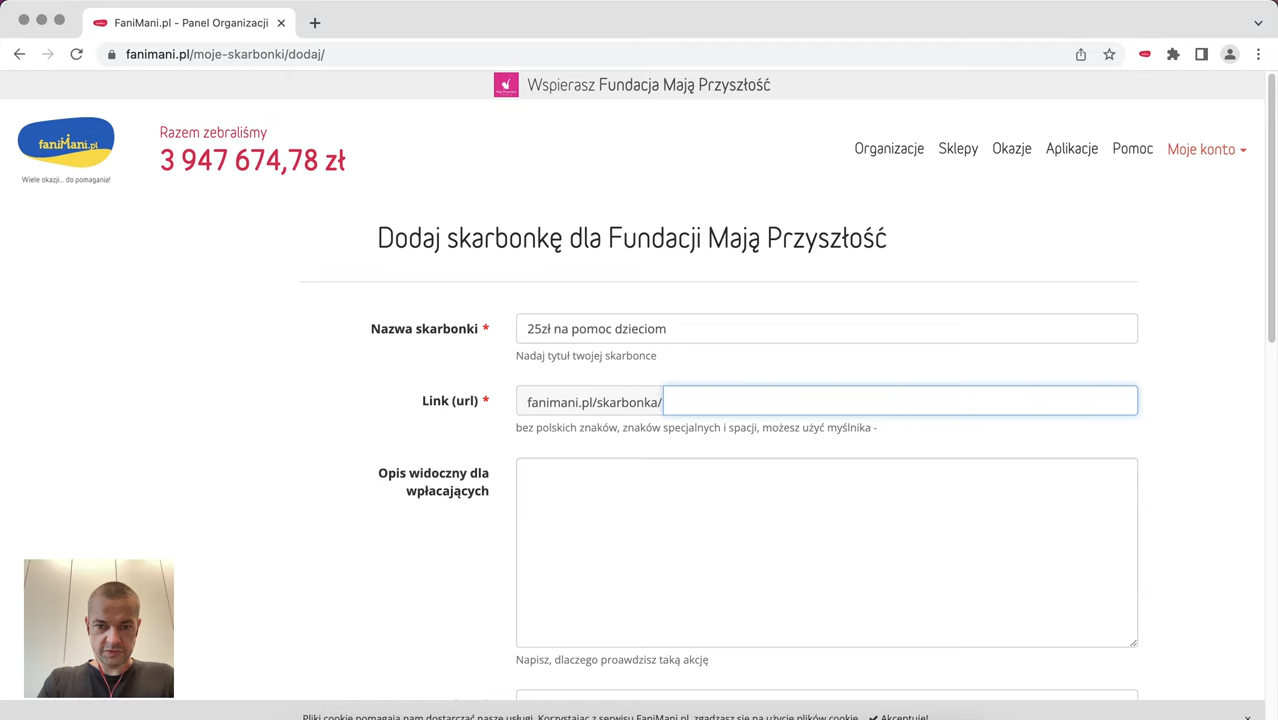 FaniMani.pl - Panel Organizacji
fanimani.pl/moje-skarbonki/dodaj/
Wspierasz Fundacja Mają Przyszłość
faniMani.pl
Wiele okazji... do pomagania!
Razem zebraliśmy
3 947 674,78 zł
Organizacje Sklepy Okazje Aplikacje Pomoc Moje konto
Dodaj skarbonkę dla Fundacji Mają Przyszłość
Nazwa skarbonki *
25zł na pomoc dzieciom
Nadaj tytuł twojej skarbonce
Link (url) *
fanimani.pl/skarbonka/
bez polskich znaków, znaków specjalnych i spacji, możesz użyć myślnika -
Opis widoczny dla
wpłacających
Napisz, dlaczego proawdzisz taką akcję
Pliki cookie pomagają nam dostarczać nasze usługi. Korzystając z serwisu FaniMani.pl, zgadzasz się na użycie plików cookie. ✔ Akceptuję!